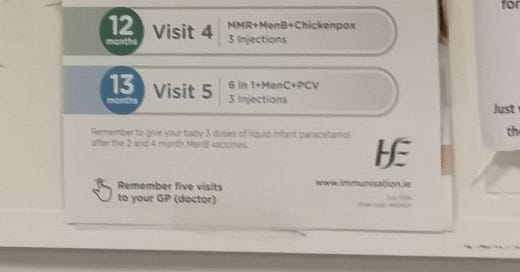 for
12
months
Visit 4
MMR+MenB+Chickenpox
3 Injections
13
months
Visit 5
6 in 1+MenC+PCV
3 Injections
Just
th
Remember to give your baby 3 doses of liquid infant paracetamol
after the 2 and 4 month MenB vaccines.
HE
Remember five visits
to your GP (doctor)
www.immunisation.ie